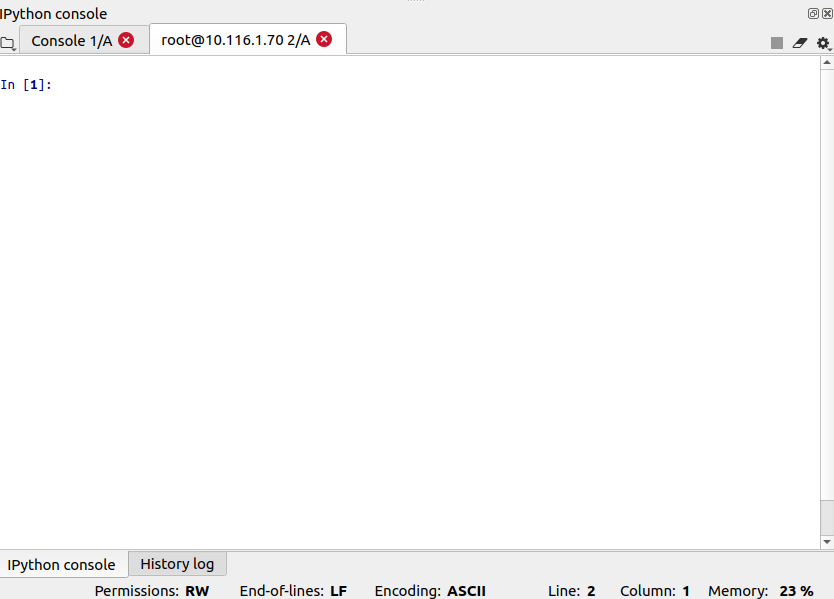 IPython console
Console 1/A
root@10.116.1.70 2/A
In [1]:
IPython console
History log
Permissions: RW End-of-lines: LF Encoding: ASCII Line: 2 Column: 1 Memory: 23 %